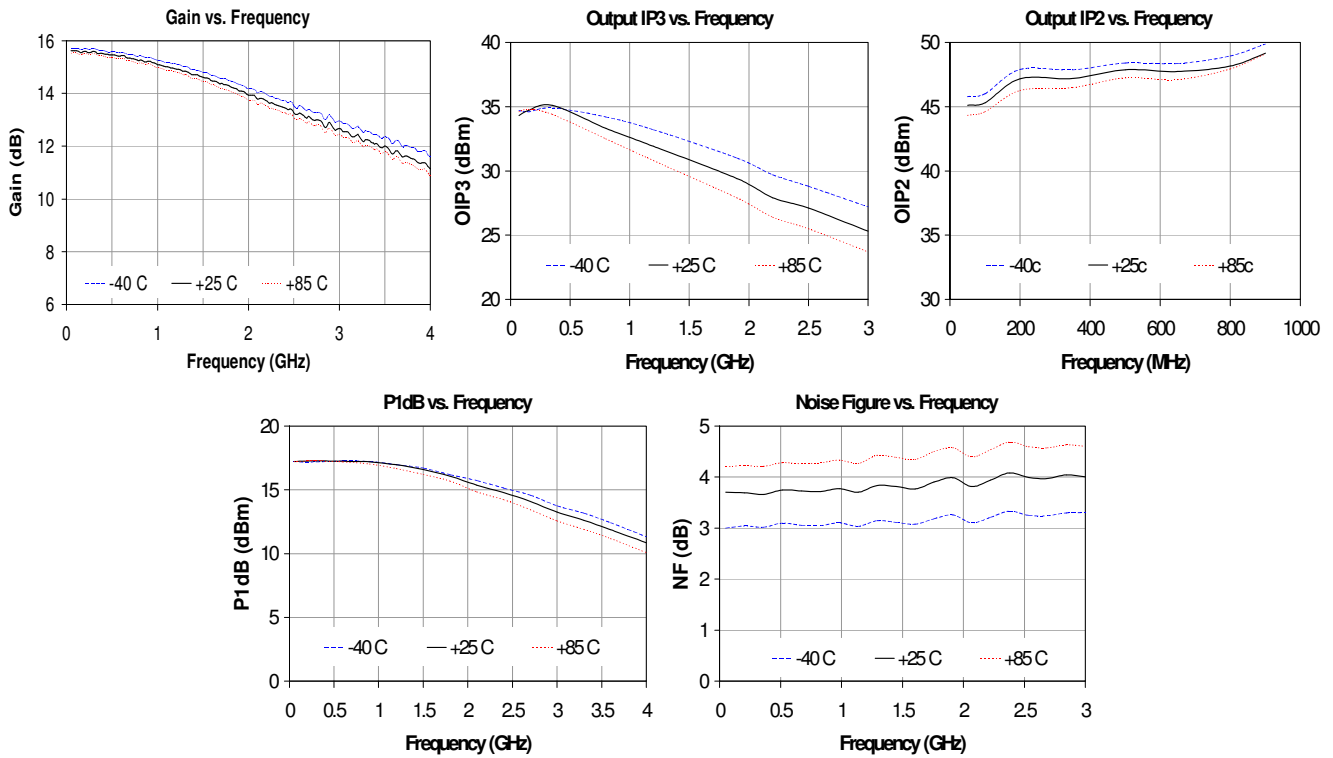 Gain vs. Frequency
16
14
12
10
8
6
Gain (dB)
-40 C +25 C +85 C
0 1 2 3 4
Frequency (GHz)
Output IP3 vs. Frequency
40
35
30
25
20
OIP3 (dBm)
-40 C +25 C +85 C
0 0.5 1 1.5 2 2.5 3
Frequency (GHz)
Output IP2 vs. Frequency
50
45
40
35
30
OIP2 (dBm)
-40c +25c +85c
0 200 400 600 800 1000
Frequency (MHz)
P1dB vs. Frequency
20
15
10
5
0
P1dB (dBm)
-40 C +25 C +85 C
0 0.5 1 1.5 2 2.5 3 3.5 4
Frequency (GHz)
Noise Figure vs. Frequency
5
4
3
2
1
0
NF (dB)
-40 C +25 C +85 C
0 0.5 1 1.5 2 2.5 3
Frequency (GHz)